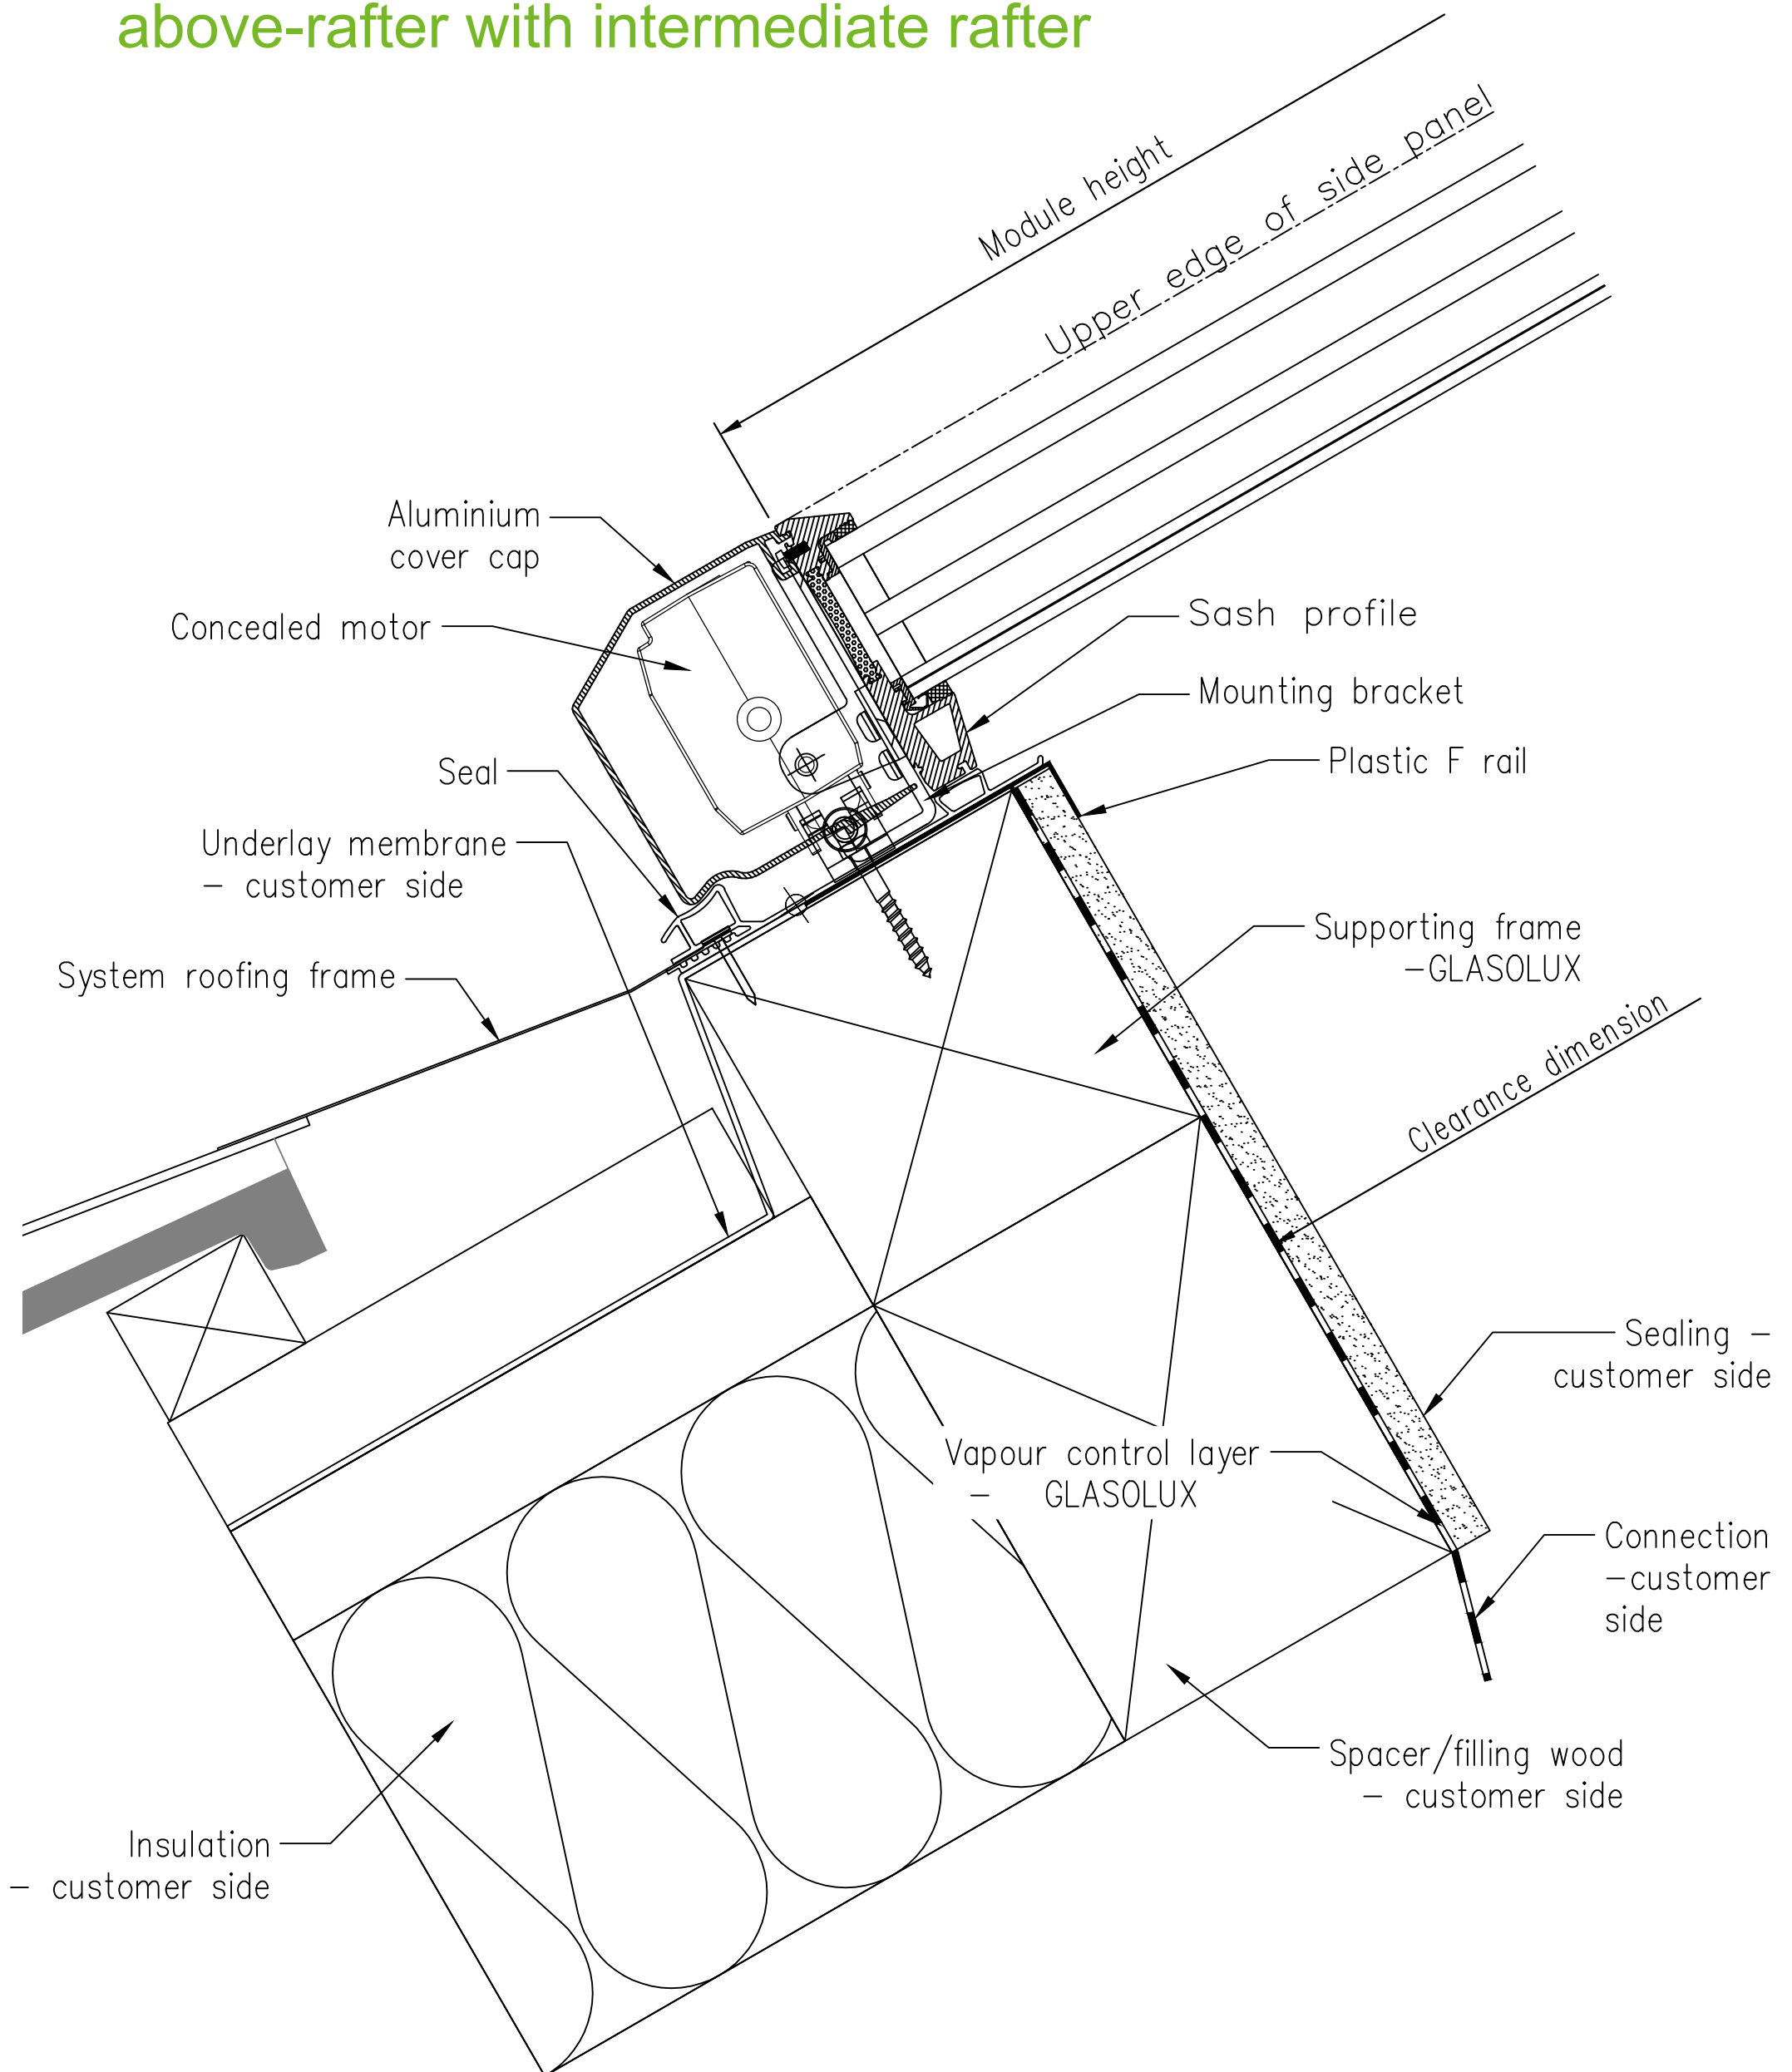 above-rafter with intermediate rafter
Module height
Upper edge of side panel
Aluminium
cover cap
Concealed motor
Sash profile
Mounting bracket
Plastic F rail
Seal
Underlay membrane
- customer side
Supporting frame
-GLASOLUX
System roofing frame
Clearance dimension
Sealing -
customer side
Vapour control layer
- GLASOLUX
Connection
-customer
side
Spacer/filling wood
- customer side
Insulation
- customer side